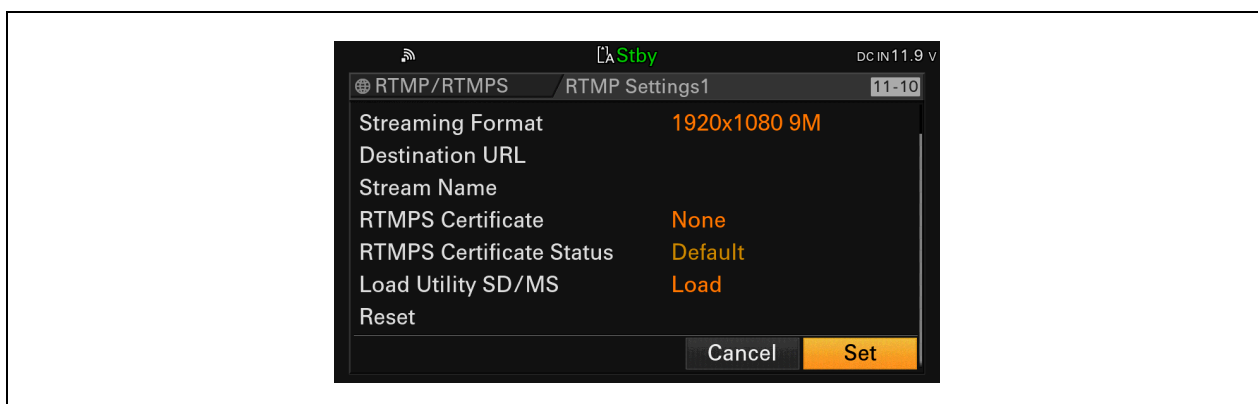 Stby DC IN 11.9 V
RTMP/RTMPS RTMP Settings1 11-10
Streaming Format 1920x1080 9M
Destination URL
Stream Name
RTMPS Certificate None
RTMPS Certificate Status Default
Load Utility SD/MS Load
Reset
Cancel Set